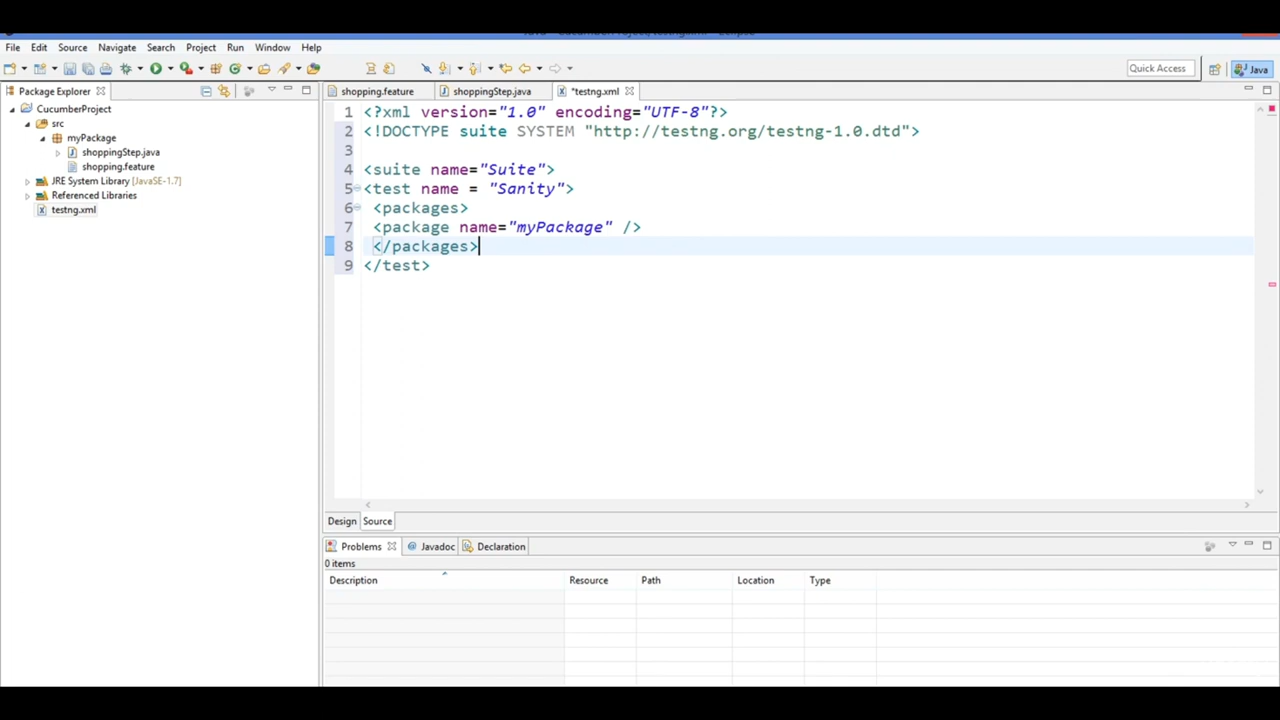 File Edit Source Navigate Search Project Run Window Help
Quick Access Java
Package Explorer
CucumberProject
src
myPackage
shoppingStep.java
shopping.feature
JRE System Library [JavaSE-1.7]
Referenced Libraries
testng.xml
shopping.feature shoppingStep.java *testng.xml
1 <?xml version="1.0" encoding="UTF-8"?>
2 <!DOCTYPE suite SYSTEM "http://testng.org/testng-1.0.dtd">
3
4 <suite name="Suite">
5 <test name = "Sanity">
6 <packages>
7 <package name="myPackage" />
8 </packages>
9 </test>
Design Source
Problems Javadoc Declaration
0 items
Description Resource Path Location Type